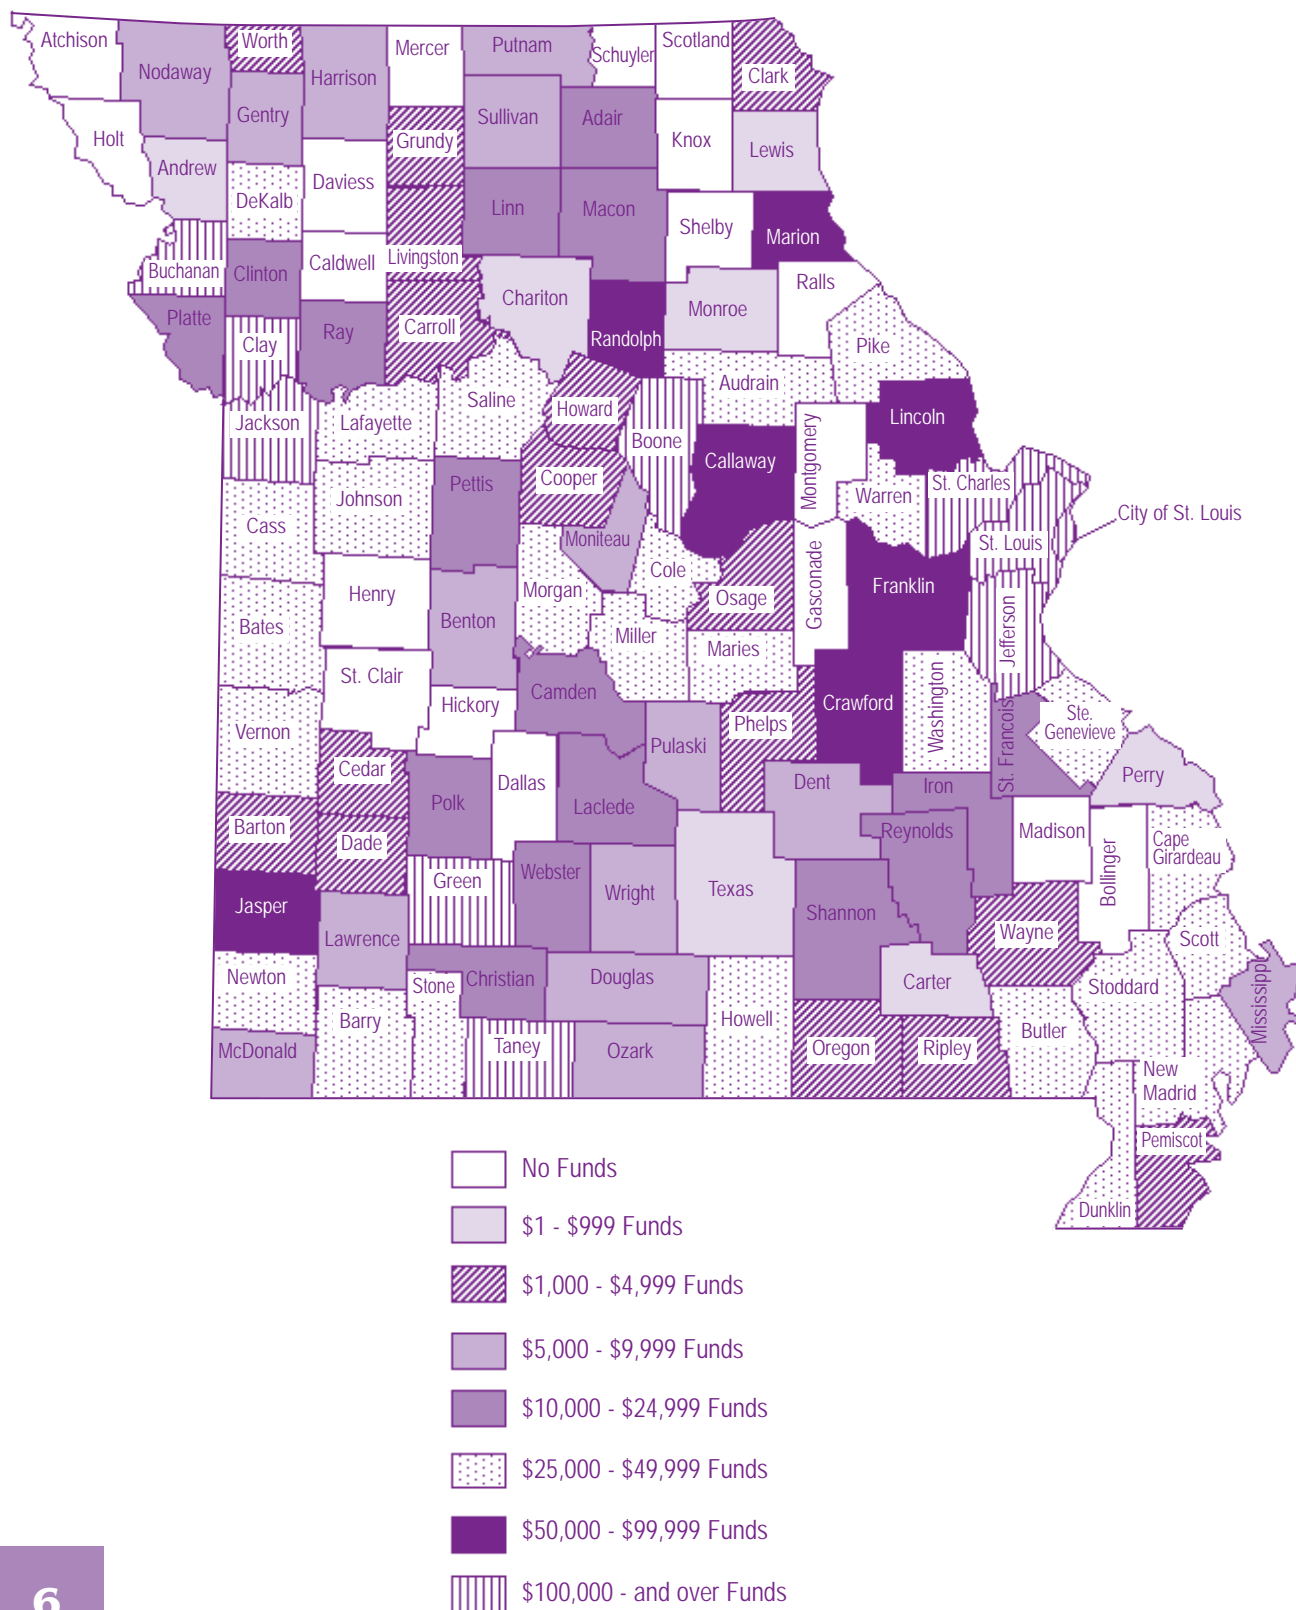 Atchison
Nodaway
Worth
Harrison
Mercer
Putnam
Schuyler
Scotland
Clark
Gentry
Sullivan
Adair
Holt
Andrew
Grundy
Knox
Lewis
DeKalb
Daviess
Linn
Macon
Shelby
Marion
Buchanan
Clinton
Caldwell
Livingston
Chariton
Ralls
Platte
Clay
Ray
Carroll
Randolph
Monroe
Pike
Jackson
Lafayette
Saline
Howard
Audrain
Boone
Lincoln
Callaway
Montgomery
Cass
Johnson
Pettis
Cooper
Warren
St. Charles
City of St. Louis
Moniteau
St. Louis
Bates
Henry
Benton
Morgan
Cole
Osage
Gasconade
Franklin
Jefferson
Miller
Maries
St. Clair
Hickory
Camden
Vernon
Cedar
Pulaski
Phelps
Crawford
Washington
St. Francois
Ste.
Genevieve
Perry
Barton
Dade
Polk
Dallas
Laclede
Dent
Iron
Reynolds
Madison
Bollinger
Cape
Girardeau
Jasper
Lawrence
Green
Webster
Wright
Texas
Shannon
Wayne
Scott
Newton
Stone
Christian
Douglas
Carter
Stoddard
Mississippi
McDonald
Barry
Taney
Ozark
Howell
Oregon
Ripley
Butler
New
Madrid
Pemiscot
Dunklin
No Funds
$1 - $999 Funds
$1,000 - $4,999 Funds
$5,000 - $9,999 Funds
$10,000 - $24,999 Funds
$25,000 - $49,999 Funds
$50,000 - $99,999 Funds
$100,000 - and over Funds
6